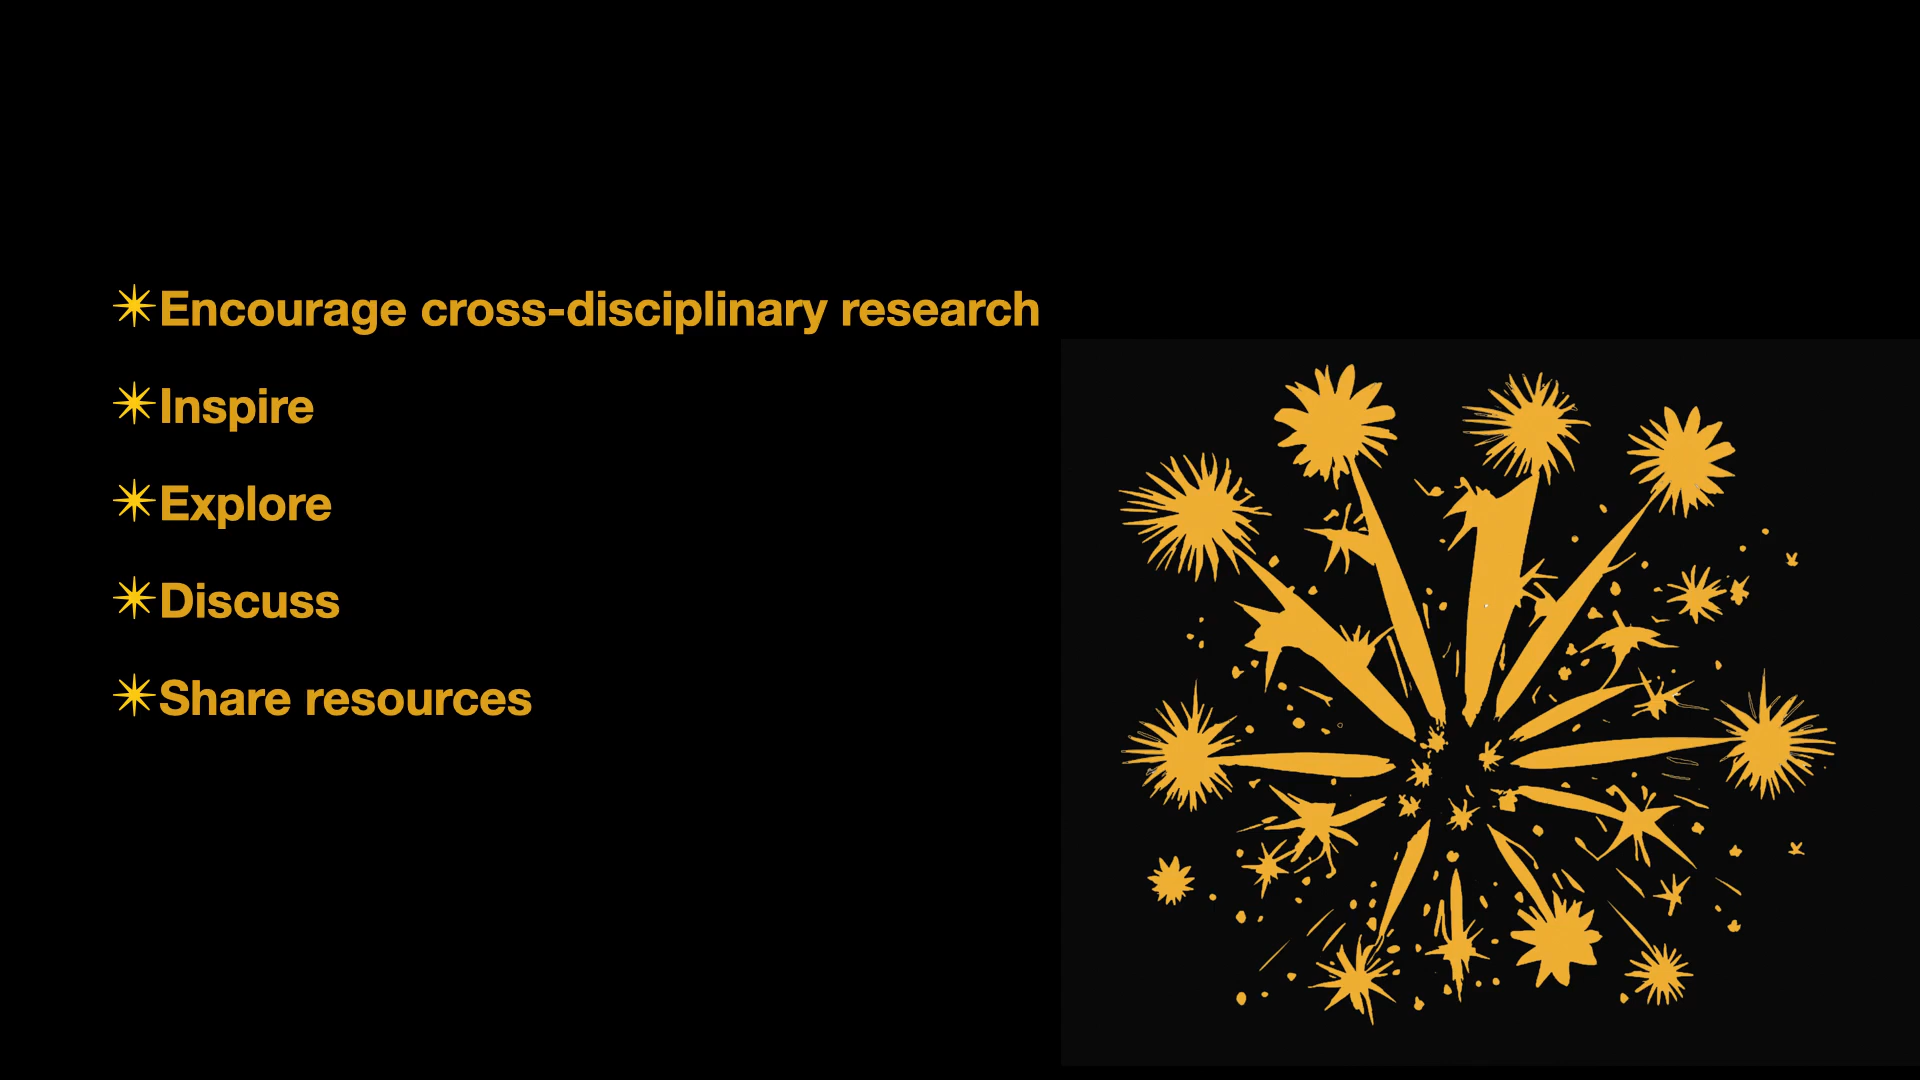 Encourage cross-disciplinary research
Inspire
Explore
Discuss
Share resources